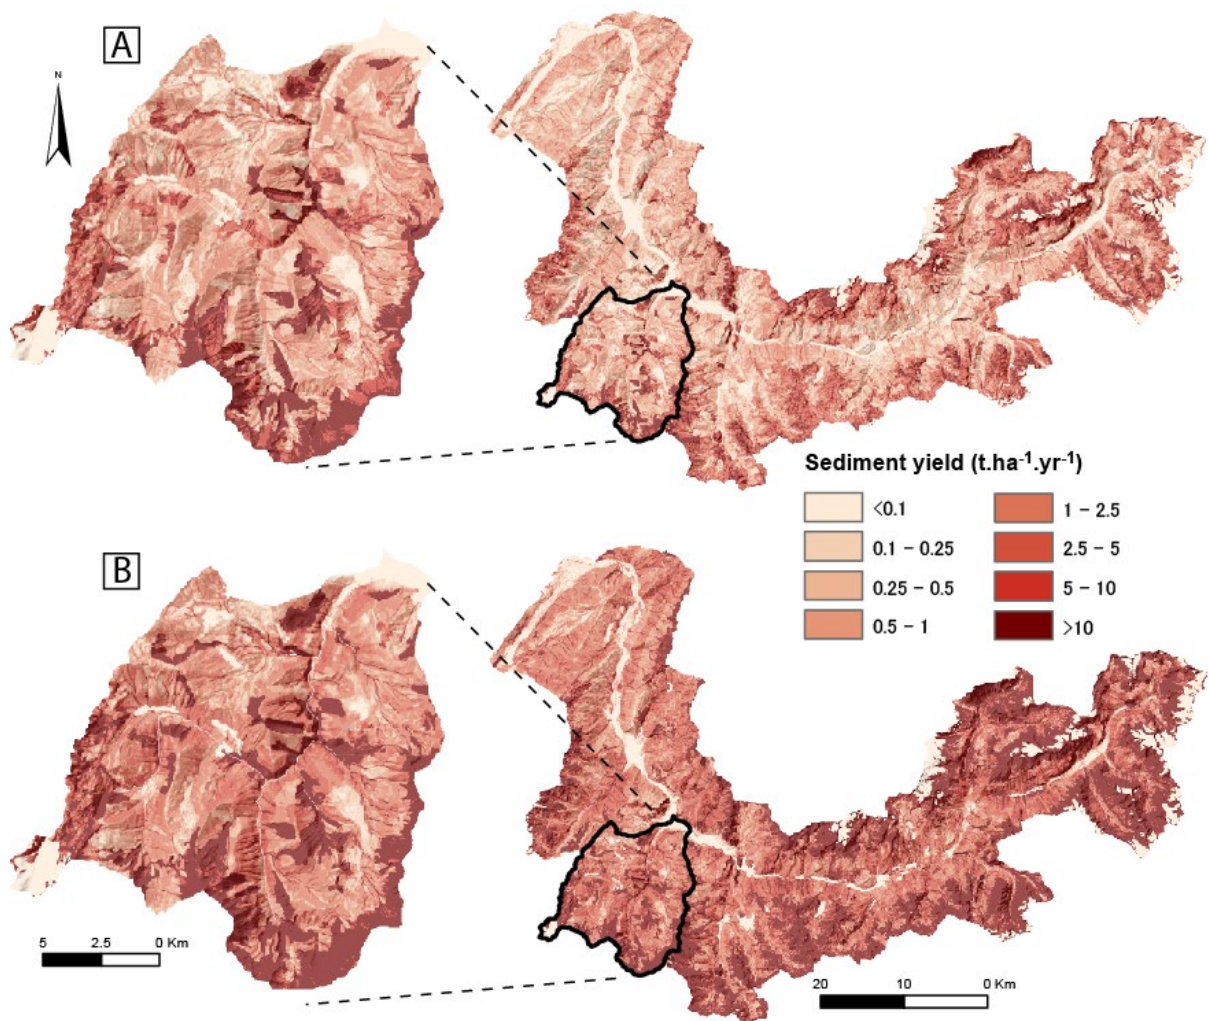 A
N
Sediment yield (t.ha⁻¹.yr⁻¹)
<0.1
1 – 2.5
0.1 – 0.25
2.5 – 5
0.25 – 0.5
5 – 10
0.5 – 1
>10
B
5 2.5 0 Km
20 10 0 Km